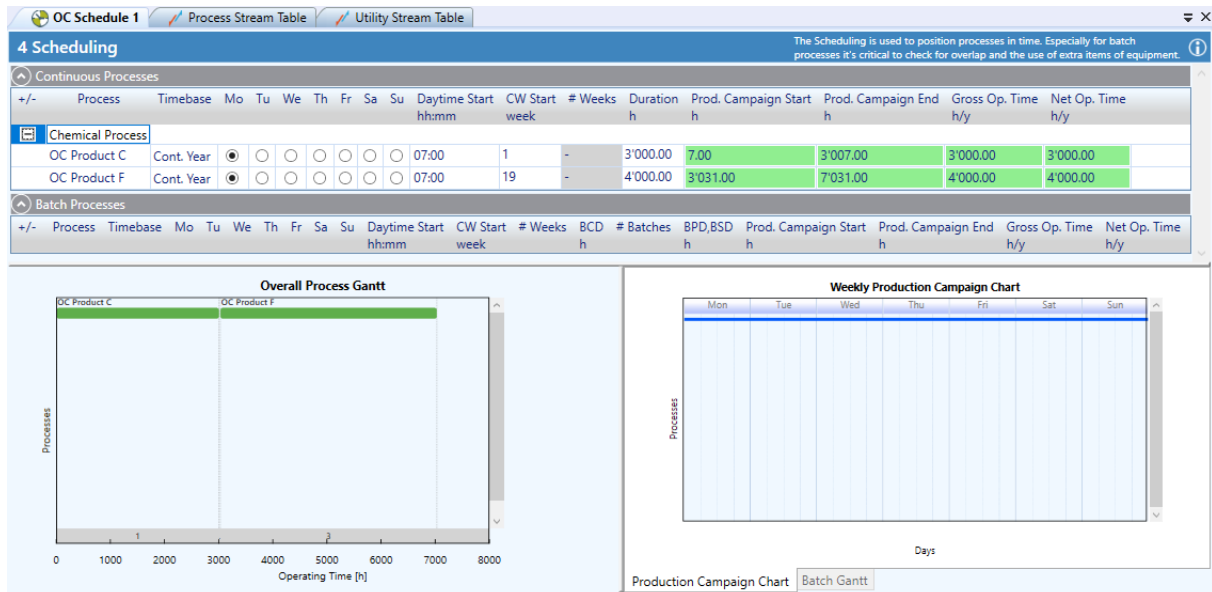 OC Schedule 1 Process Stream Table Utility Stream Table
4 Scheduling
The Scheduling is used to position processes in time. Especially for batch
processes it's critical to check for overlap and the use of extra items of equipment.
Continuous Processes
+/- Process Timebase Mo Tu We Th Fr Sa Su Daytime Start CW Start # Weeks Duration Prod. Campaign Start Prod. Campaign End Gross Op. Time Net Op. Time
hh:mm week h h h h/y h/y
Chemical Process
OC Product C Cont. Year 07:00 1 - 3'000.00 7.00 3'007.00 3'000.00 3'000.00
OC Product F Cont. Year 07:00 19 - 4'000.00 3'031.00 7'031.00 4'000.00 4'000.00
Batch Processes
+/- Process Timebase Mo Tu We Th Fr Sa Su Daytime Start CW Start # Weeks BCD # Batches BPD,BSD Prod. Campaign Start Prod. Campaign End Gross Op. Time Net Op. Time
hh:mm week h h h h h/y h/y
Overall Process Gantt
OC Product C OC Product F
Processes
1 3
0 1000 2000 3000 4000 5000 6000 7000 8000
Operating Time [h]
Weekly Production Campaign Chart
Mon Tue Wed Thu Fri Sat Sun
Processes
Days
Production Campaign Chart Batch Gantt